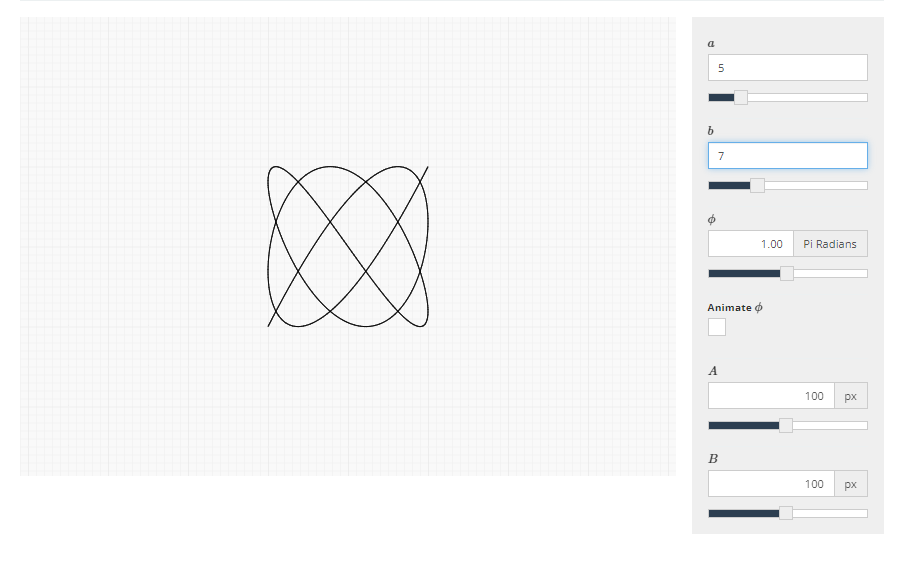 a
5
b
7
ϕ
1.00 Pi Radians
Animate ϕ
A
100 px
B
100 px